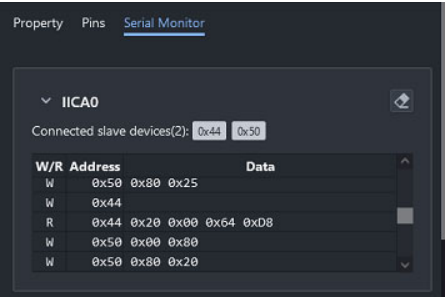 Property Pins Serial Monitor
IICA0
Connected slave devices(2): 0x44 0x50
W/R Address Data
W 0x50 0x80 0x25
W 0x44
R 0x44 0x20 0x00 0x64 0xD8
W 0x50 0x00 0x80
W 0x50 0x80 0x20